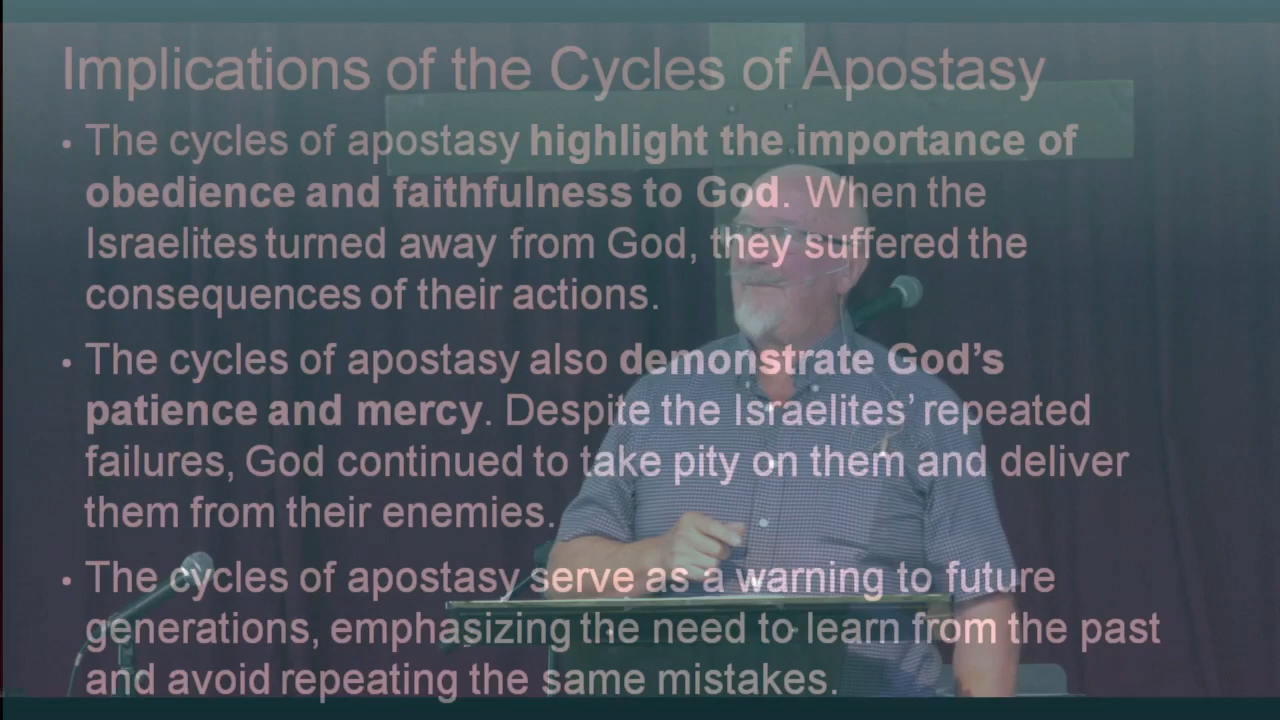 Implications of the Cycles of Apostasy
• The cycles of apostasy highlight the importance of
obedience and faithfulness to God. When the
Israelites turned away from God, they suffered the
consequences of their actions.
• The cycles of apostasy also demonstrate God’s
patience and mercy. Despite the Israelites’ repeated
failures, God continued to take pity on them and deliver
them from their enemies.
• The cycles of apostasy serve as a warning to future
generations, emphasizing the need to learn from the past
and avoid repeating the same mistakes.